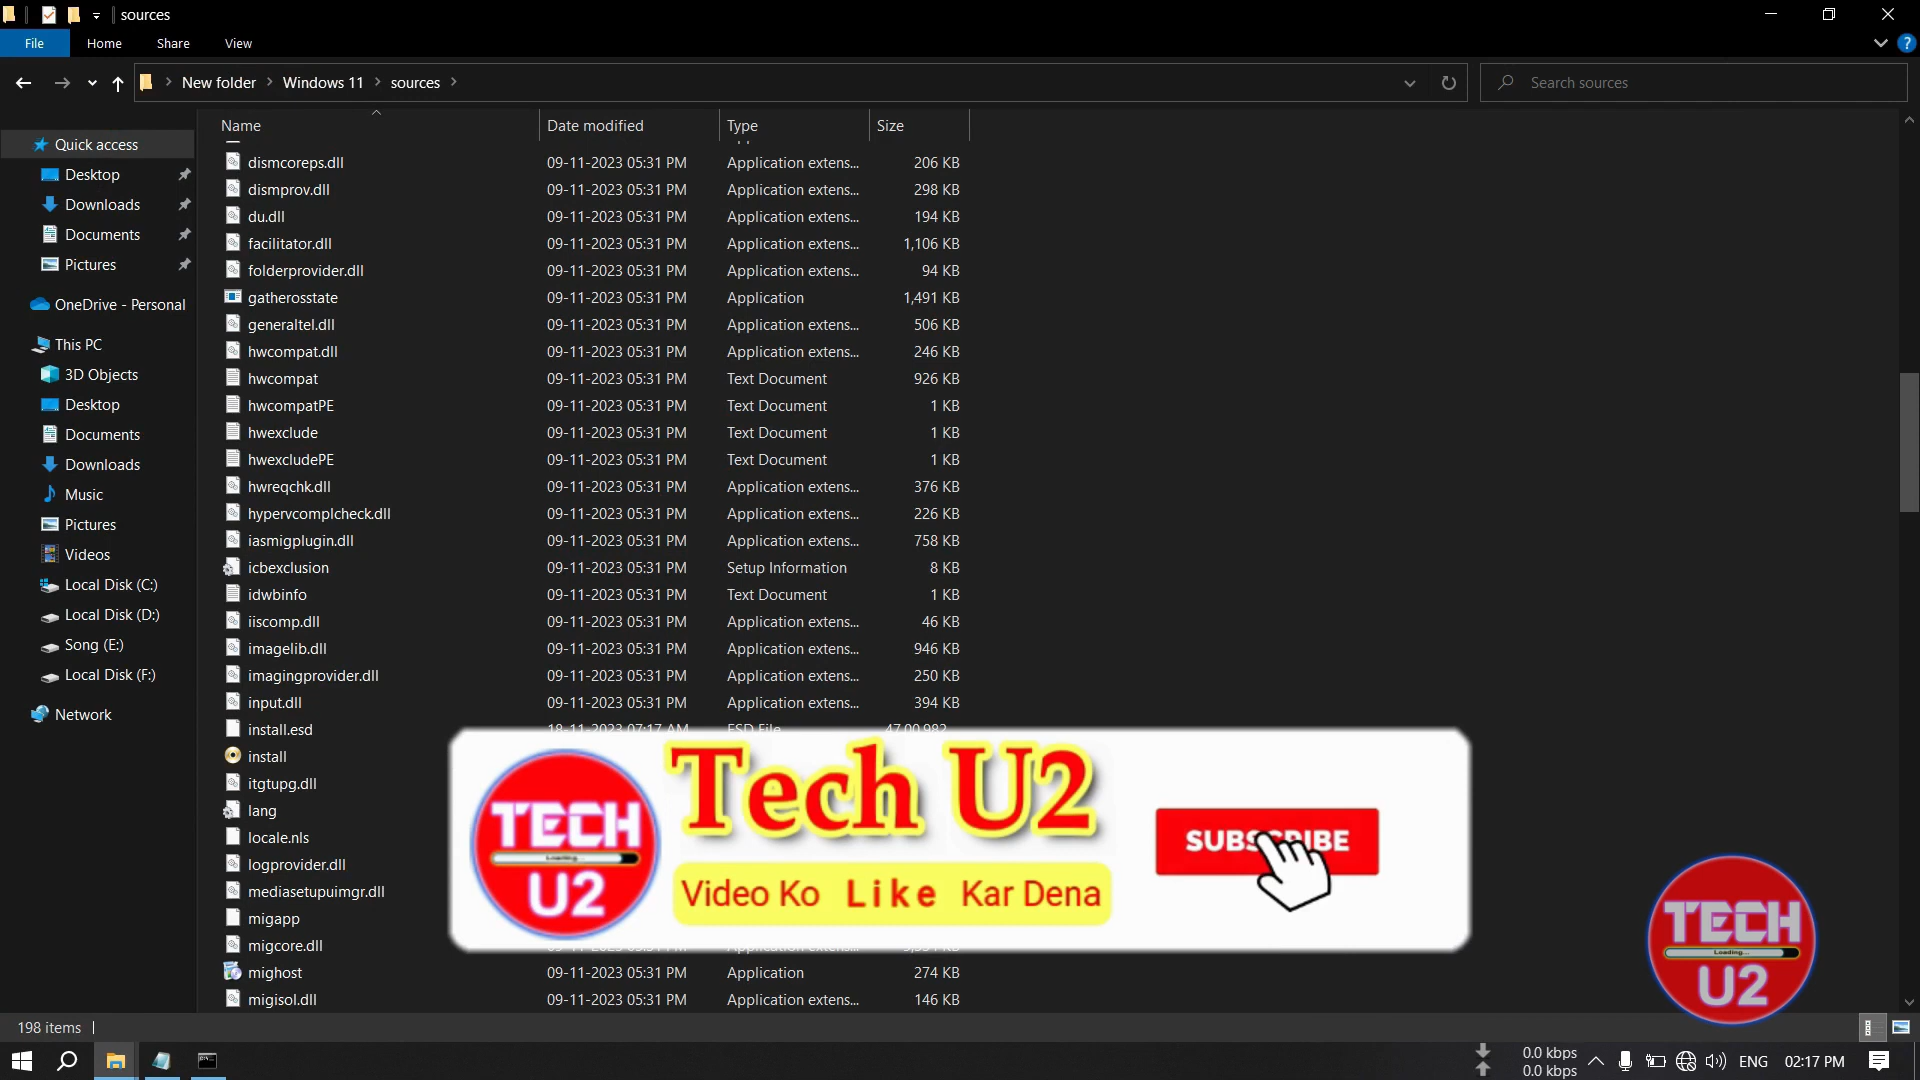 sources
File Home Share View
New folder Windows 11 sources
Search sources
Name Date modified Type Size
Quick access
Desktop
Downloads
Documents
Pictures
OneDrive - Personal
This PC
3D Objects
Desktop
Documents
Downloads
Music
Pictures
Videos
Local Disk (C:)
Local Disk (D:)
Song (E:)
Local Disk (F:)
Network
dismcoreps.dll 09-11-2023 05:31 PM Application extens... 206 KB
dismprov.dll 09-11-2023 05:31 PM Application extens... 298 KB
du.dll 09-11-2023 05:31 PM Application extens... 194 KB
facilitator.dll 09-11-2023 05:31 PM Application extens... 1,106 KB
folderprovider.dll 09-11-2023 05:31 PM Application extens... 94 KB
gatherosstate 09-11-2023 05:31 PM Application 1,491 KB
generaltel.dll 09-11-2023 05:31 PM Application extens... 506 KB
hwcompat.dll 09-11-2023 05:31 PM Application extens... 246 KB
hwcompat 09-11-2023 05:31 PM Text Document 926 KB
hwcompatPE 09-11-2023 05:31 PM Text Document 1 KB
hwexclude 09-11-2023 05:31 PM Text Document 1 KB
hwexcludePE 09-11-2023 05:31 PM Text Document 1 KB
hwreqchk.dll 09-11-2023 05:31 PM Application extens... 376 KB
hypervcomplcheck.dll 09-11-2023 05:31 PM Application extens... 226 KB
iasmigplugin.dll 09-11-2023 05:31 PM Application extens... 758 KB
icbexclusion 09-11-2023 05:31 PM Setup Information 8 KB
idwbinfo 09-11-2023 05:31 PM Text Document 1 KB
iiscomp.dll 09-11-2023 05:31 PM Application extens... 46 KB
imagelib.dll 09-11-2023 05:31 PM Application extens... 946 KB
imagingprovider.dll 09-11-2023 05:31 PM Application extens... 250 KB
input.dll 09-11-2023 05:31 PM Application extens... 394 KB
install.esd 18-11-2023 07:17 AM ESD File 47,00,982
install
itgtupg.dll
lang
locale.nls
logprovider.dll
mediasetupuimgr.dll
migapp
migcore.dll
mighost 09-11-2023 05:31 PM Application 274 KB
migisol.dll 09-11-2023 05:31 PM Application extens... 146 KB
TECH
Loading...
U2
Tech U2
Video Ko Like Kar Dena
SUBSCRIBE
TECH
Loading...
U2
198 items
0.0 kbps
0.0 kbps
ENG 02:17 PM